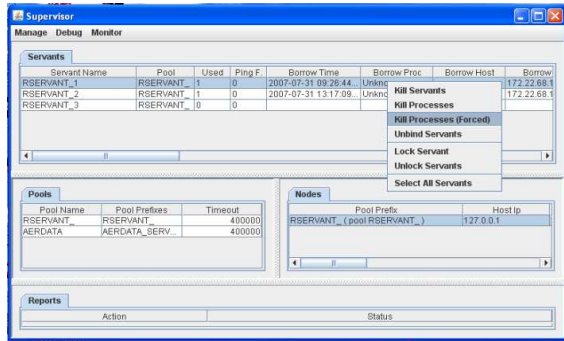 Supervisor
Manage Debug Monitor
Servants
Servant Name Pool Used Ping F. Borrow Time Borrow Proc Borrow Host Borrow
RSERVANT_1 RSERVANT_ 1 0 2007-07-31 09:26:44... 172.22.68.1
RSERVANT_2 RSERVANT_ 1 0 2007-07-31 13:17:09... 172.22.68.1
RSERVANT_3 RSERVANT_ 0 0
Kill Servants
Kill Processes
Kill Processes (Forced)
Unbind Servants
Lock Servant
Unlock Servants
Select All Servants
Pools
Pool Name Pool Prefixes Timeout
RSERVANT_ RSERVANT_ 400000
AERDATA AERDATA_SERV... 400000
Nodes
Pool Prefix Host Ip
RSERVANT_ ( pool RSERVANT_ ) 127.0.0.1
Reports
Action Status